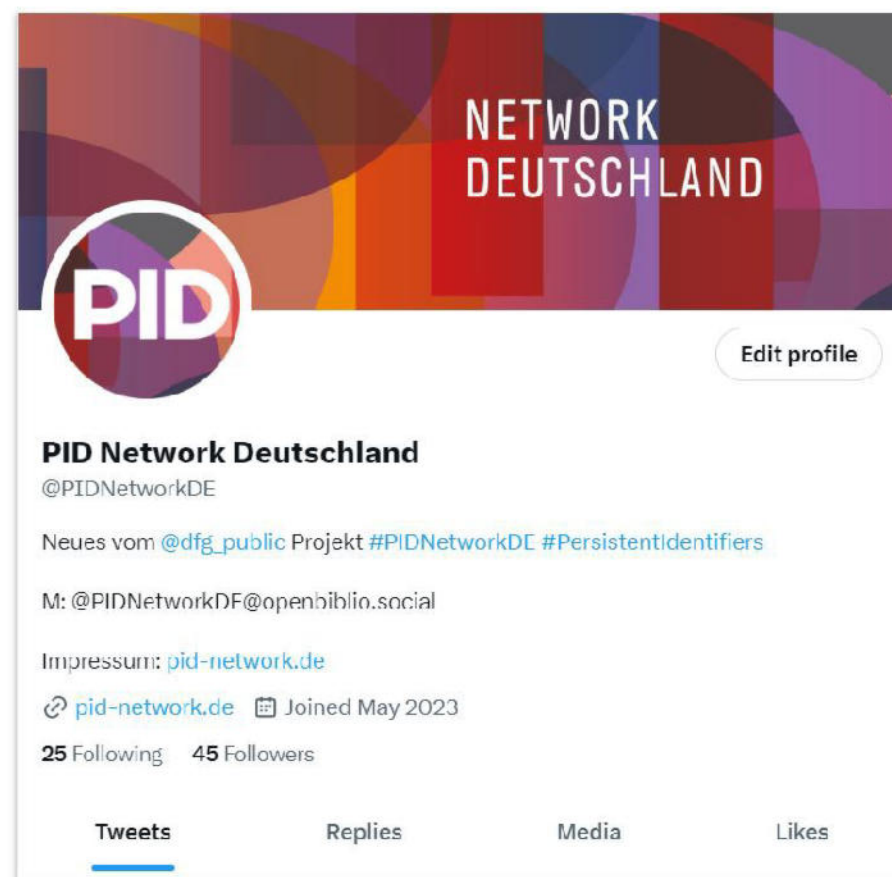 NETWORK
DEUTSCHLAND
PID
Edit profile
PID Network Deutschland
@PIDNetworkDE
Neues vom @dfg_public Projekt #PIDNetworkDE #PersistentIdentifiers
M: @PIDNetworkDE@openbiblio.social
Impressum: pid-network.de
pid-network.de Joined May 2023
25 Following 45 Followers
Tweets Replies Media Likes